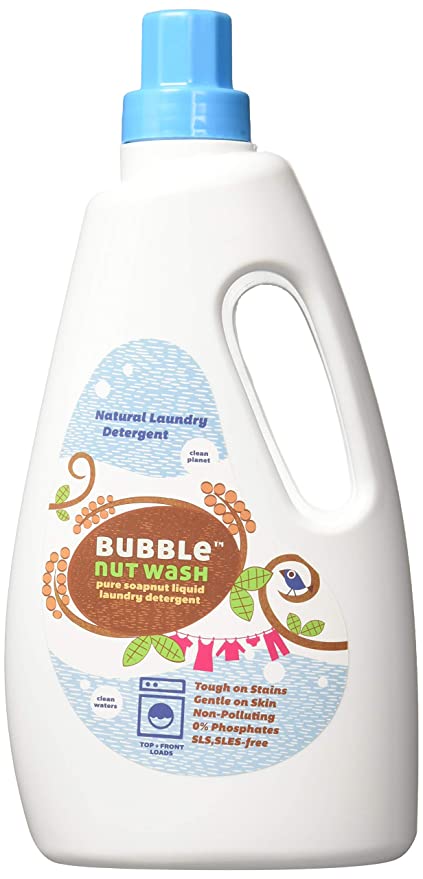 Natural Laundry
Detergent
clean
planet
BUBBLe™
nut wash
pure soapnut liquid
laundry detergent
clean
waters
TOP + FRONT
LOADS
Tough on Stains
Gentle on Skin
Non-Polluting
0% Phosphates
SLS,SLES-free